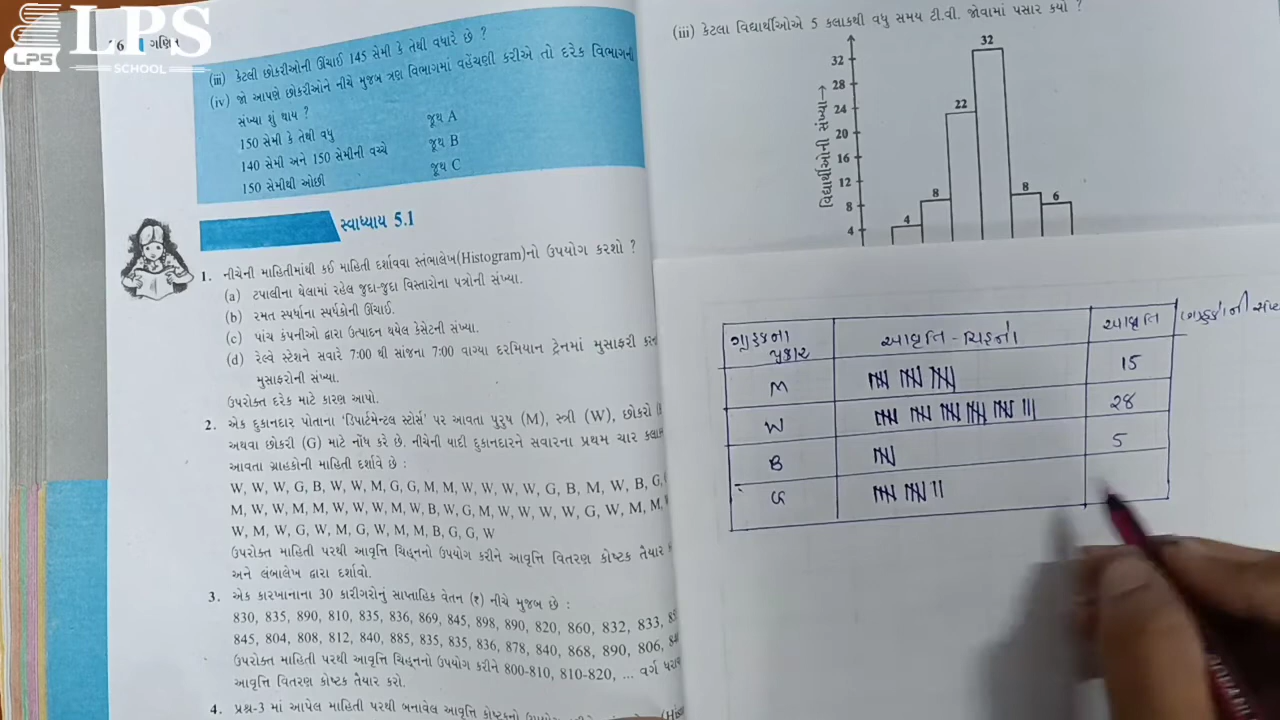 LPS
LPS
SCHOOL
6 ગણિત
(iii) કેટલી છોકરીઓની ઊંચાઈ 145 સેમી કે તેથી વધારે છે ?
(iv) જો આપણે છોકરીઓને નીચે મુજબ ત્રણ વિભાગમાં વહેંચણી કરીએ તો દરેક વિભાગની
સંખ્યા શું થાય ?
150 સેમી કે તેથી વધુ જૂથ A
140 સેમી અને 150 સેમીની વચ્ચે જૂથ B
150 સેમીથી ઓછી જૂથ C
સ્વાધ્યાય 5.1
1. નીચેની માહિતીમાંથી કઈ માહિતી દર્શાવવા સ્તંભાલેખ(Histogram)નો ઉપયોગ કરશો ?
(a) ટપાલીના થેલામાં રહેલ જુદા-જુદા વિસ્તારોના પત્રોની સંખ્યા.
(b) રમત સ્પર્ધાના સ્પર્ધકોની ઊંચાઈ.
(c) પાંચ કંપનીઓ દ્વારા ઉત્પાદન થયેલ કેસેટની સંખ્યા.
(d) રેલ્વે સ્ટેશને સવારે 7:00 થી સાંજના 7:00 વાગ્યા દરમિયાન ટ્રેનમાં મુસાફરી
મુસાફરોની સંખ્યા.
ઉપરોક્ત દરેક માટે કારણ આપો.
2. એક દુકાનદાર પોતાના 'ડિપાર્ટમેન્ટલ સ્ટોર્સ' પર આવતા પુરુષ (M), સ્ત્રી (W), છોકરો
અથવા છોકરી (G) માટે નોંધ કરે છે. નીચેની યાદી દુકાનદારને સવારના પ્રથમ ચાર
આવતા ગ્રાહકોની માહિતી દર્શાવે છે :
W, W, W, G, B, W, W, M, G, G, M, M, W, W, W, W, G, B, M, W, B, G,
M, W, W, M, M, W, W, W, M, W, B, W, G, M, W, W, W, W, G, W, M, M,
W, M, W, G, W, M, G, W, M, M, B, G, G, W
ઉપરોક્ત માહિતી પરથી આવૃત્તિ ચિહ્નનો ઉપયોગ કરીને આવૃત્તિ વિતરણ કોષ્ટક તૈયાર
અને લંબાલેખ દ્વારા દર્શાવો.
3. એક કારખાનાના 30 કારીગરોનું સાપ્તાહિક વેતન (₹) નીચે મુજબ છે :
830, 835, 890, 810, 835, 836, 869, 845, 898, 890, 820, 860, 832, 833,
845, 804, 808, 812, 840, 885, 835, 835, 836, 878, 840, 868, 890, 806,
ઉપરોક્ત માહિતી પરથી આવૃત્તિ ચિહ્નનો ઉપયોગ કરીને 800-810, 810-820, ... વર્ગ
આવૃત્તિ વિતરણ કોષ્ટક તૈયાર કરો.
4. પ્રશ્ન-3 માં આપેલ માહિતી પરથી બનાવેલ આવૃત્તિ કોષ્ટકનો
(iii) કેટલા વિદ્યાર્થીઓએ 5 કલાકથી વધુ સમય ટી.વી. જોવામાં પસાર કર્યો ?
વિદ્યાર્થીઓની સંખ્યા→
32
28
24
20
16
12
8
4
4
8
22
32
8
6
ગ્રાહકના પ્રકાર
આવૃતિ-ચિહનો
આવૃતિ (ગ્રાહકોની
M 15
W 28
B 5
G